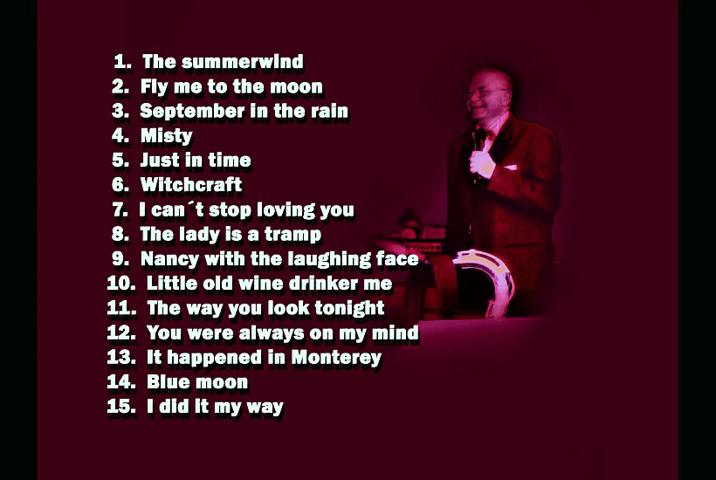 1. The summerwind
2. Fly me to the moon
3. September in the rain
4. Misty
5. Just in time
6. Witchcraft
7. I can´t stop loving you
8. The lady is a tramp
9. Nancy with the laughing face
10. Little old wine drinker me
11. The way you look tonight
12. You were always on my mind
13. It happened in Monterey
14. Blue moon
15. I did it my way